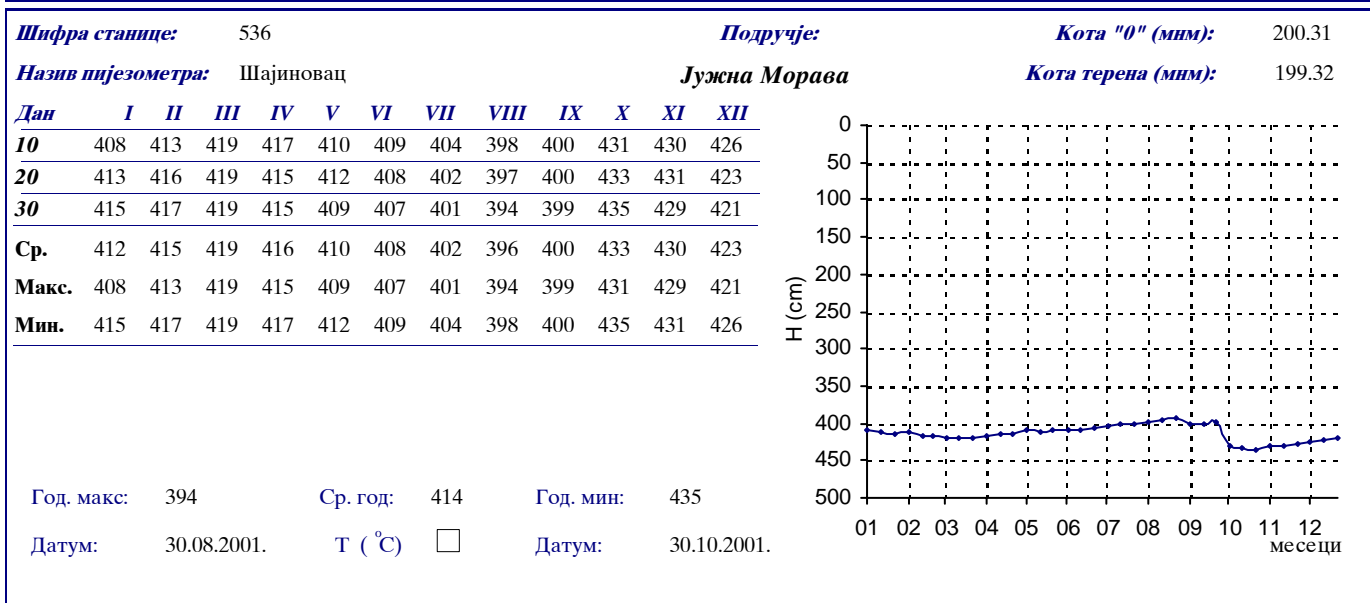 Шифра станице: 536 Подручје: Кота "0" (мнм): 200.31
Назив пијезометра: Шајиновац Јужна Морава Кота терена (мнм): 199.32
Дан I II III IV V VI VII VIII IX X XI XII
10 408 413 419 417 410 409 404 398 400 431 430 426
20 413 416 419 415 412 408 402 397 400 433 431 423
30 415 417 419 415 409 407 401 394 399 435 429 421
Ср. 412 415 419 416 410 408 402 396 400 433 430 423
Макс. 408 413 419 415 409 407 401 394 399 431 429 421
Мин. 415 417 419 417 412 409 404 398 400 435 431 426
Год. макс: 394 Ср. год: 414 Год. мин: 435
Датум: 30.08.2001. T ( °C) Датум: 30.10.2001.
H (cm)
0
50
100
150
200
250
300
350
400
450
500
01 02 03 04 05 06 07 08 09 10 11 12
месеци